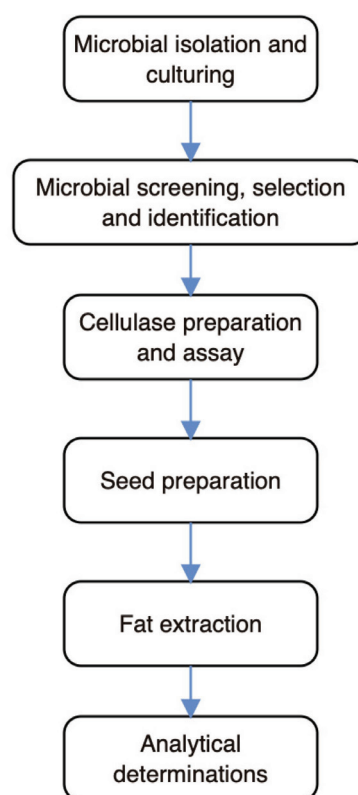 Microbial isolation and
culturing
Microbial screening, selection
and identification
Cellulase preparation
and assay
Seed preparation
Fat extraction
Analytical
determinations